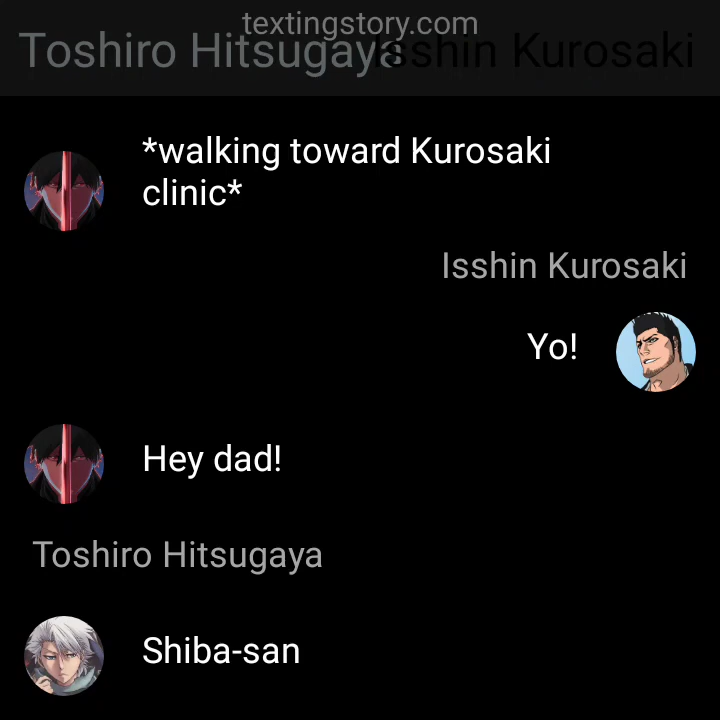 textingstory.com
Toshiro Hitsugaya
Isshin Kurosaki
*walking toward Kurosaki
clinic*
Isshin Kurosaki
Yo!
Hey dad!
Toshiro Hitsugaya
Shiba-san